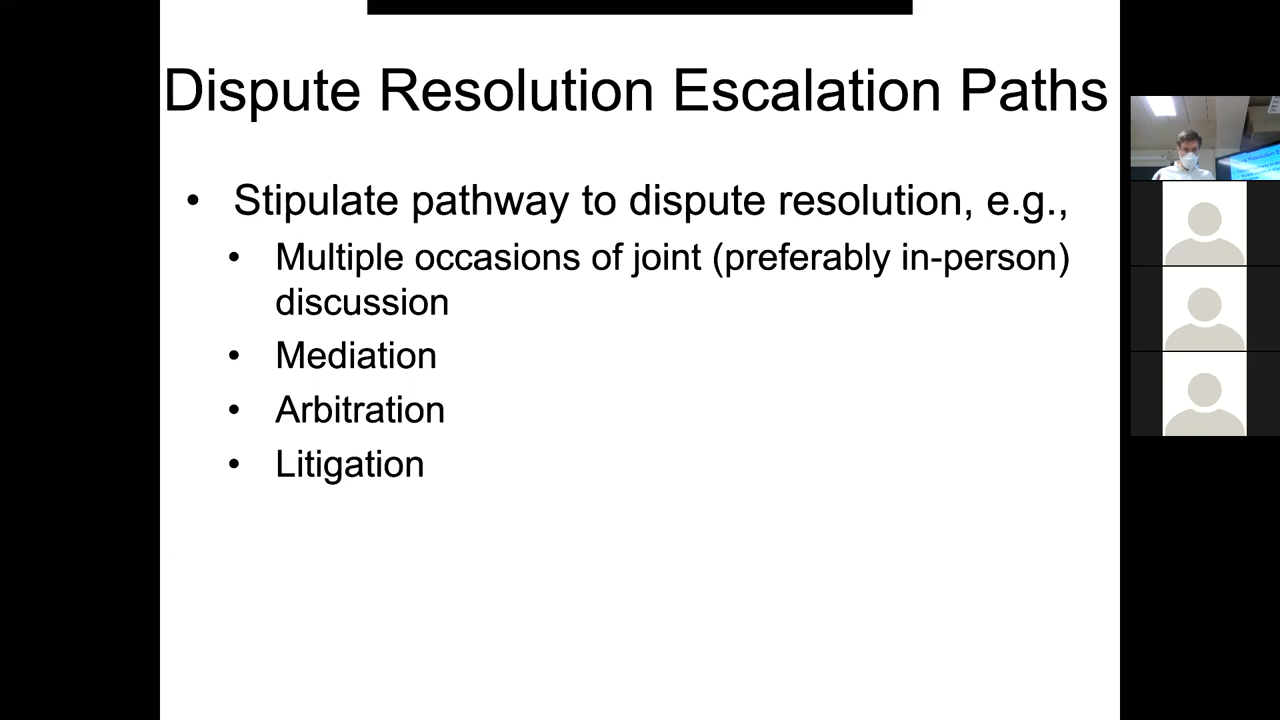 Dispute Resolution Escalation Paths
• Stipulate pathway to dispute resolution, e.g.,
• Multiple occasions of joint (preferably in-person)
discussion
• Mediation
• Arbitration
• Litigation